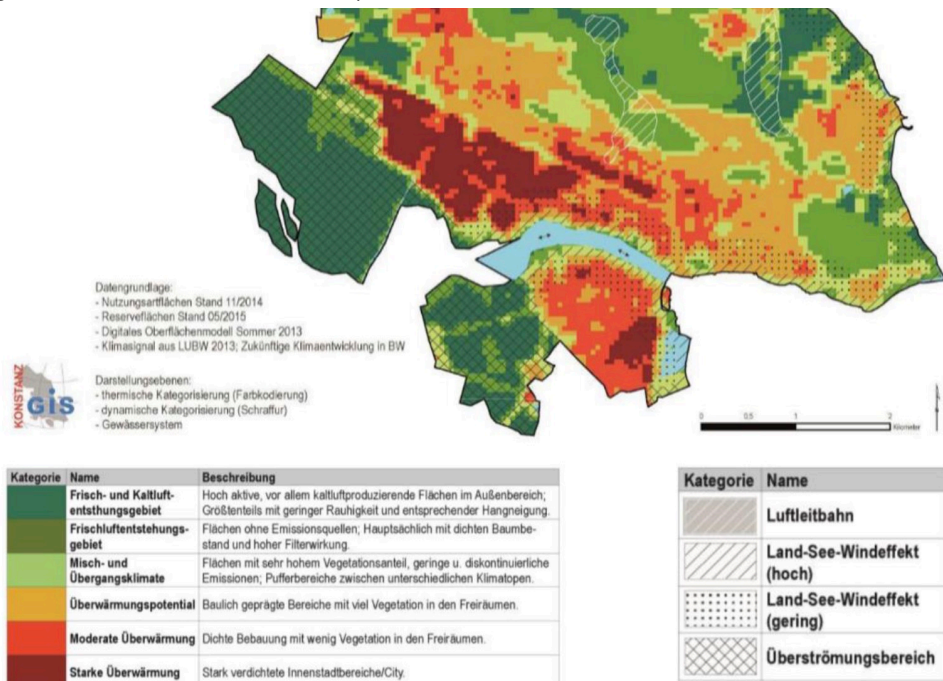 Datengrundlage:
- Nutzungsartflächen Stand 11/2014
- Reserveflächen Stand 05/2015
- Digitales Oberflächenmodell Sommer 2013
- Klimasignal aus LUBW 2013; Zukünftige Klimaentwicklung in BW
Darstellungsebenen:
- thermische Kategorisierung (Farbkodierung)
- dynamische Kategorisierung (Schraffur)
- Gewässersystem
KONSTANZ
GiS
0 0,5 1 2
Kilometer
Kategorie Name Beschreibung
Frisch- und Kaltluft-
entsthungsgebiet
Hoch aktive, vor allem kaltluftproduzierende Flächen im Außenbereich;
Größtenteils mit geringer Rauhigkeit und entsprechender Hangneigung.
Frischluftentstehungs-
gebiet
Flächen ohne Emissionsquellen; Hauptsächlich mit dichten Baumbe-
stand und hoher Filterwirkung.
Misch- und
Übergangsklimate
Flächen mit sehr hohem Vegetationsanteil, geringe u. diskontinuierliche
Emissionen; Pufferbereiche zwischen unterschiedlichen Klimatopen.
Überwärmungspotential Baulich geprägte Bereiche mit viel Vegetation in den Freiräumen.
Moderate Überwärmung Dichte Bebauung mit wenig Vegetation in den Freiräumen.
Starke Überwärmung Stark verdichtete Innenstadtbereiche/City.
Kategorie Name
Luftleitbahn
Land-See-Windeffekt
(hoch)
Land-See-Windeffekt
(gering)
Überströmungsbereich